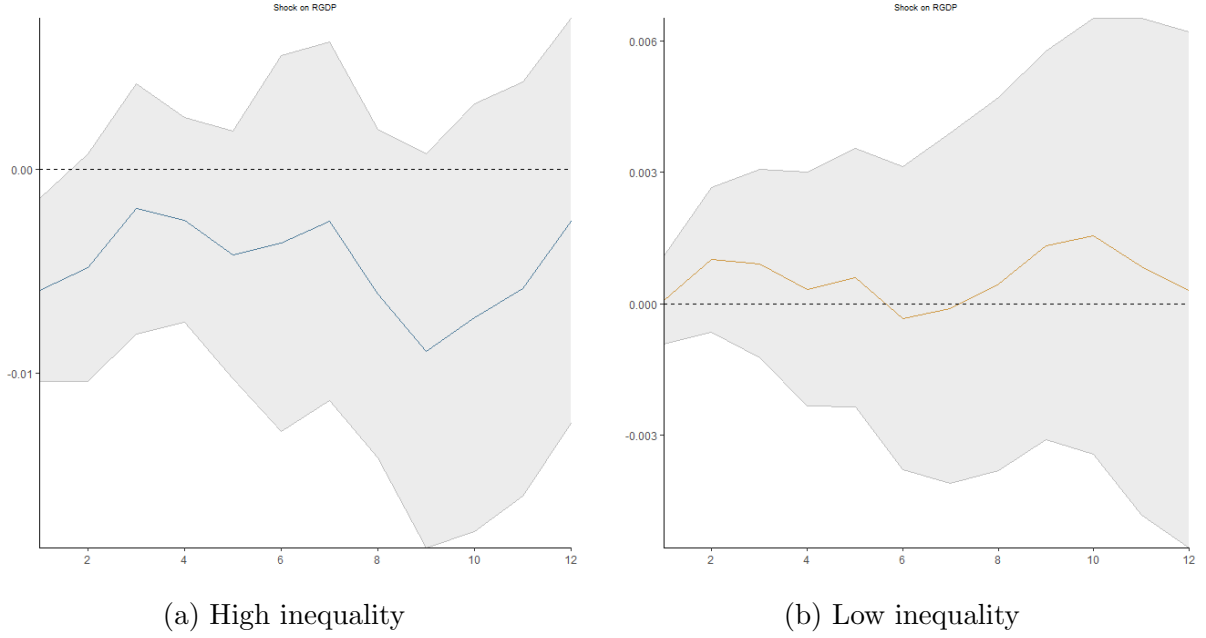 Shock on RGDP
0.00
-0.01
2 4 6 8 10 12
(a) High inequality
Shock on RGDP
0.006
0.003
0.000
-0.003
2 4 6 8 10 12
(b) Low inequality